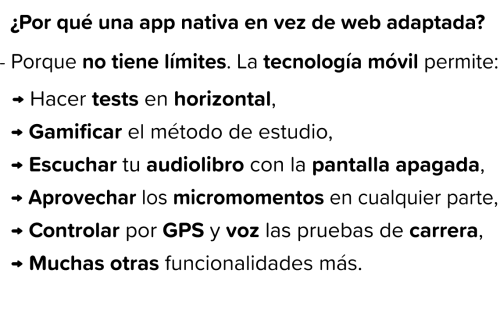 ¿Por qué una app nativa en vez de web adaptada?
- Porque no tiene límites. La tecnología móvil permite:
→ Hacer tests en horizontal,
→ Gamificar el método de estudio,
→ Escuchar tu audiolibro con la pantalla apagada,
→ Aprovechar los micromomentos en cualquier parte,
→ Controlar por GPS y voz las pruebas de carrera,
→ Muchas otras funcionalidades más.